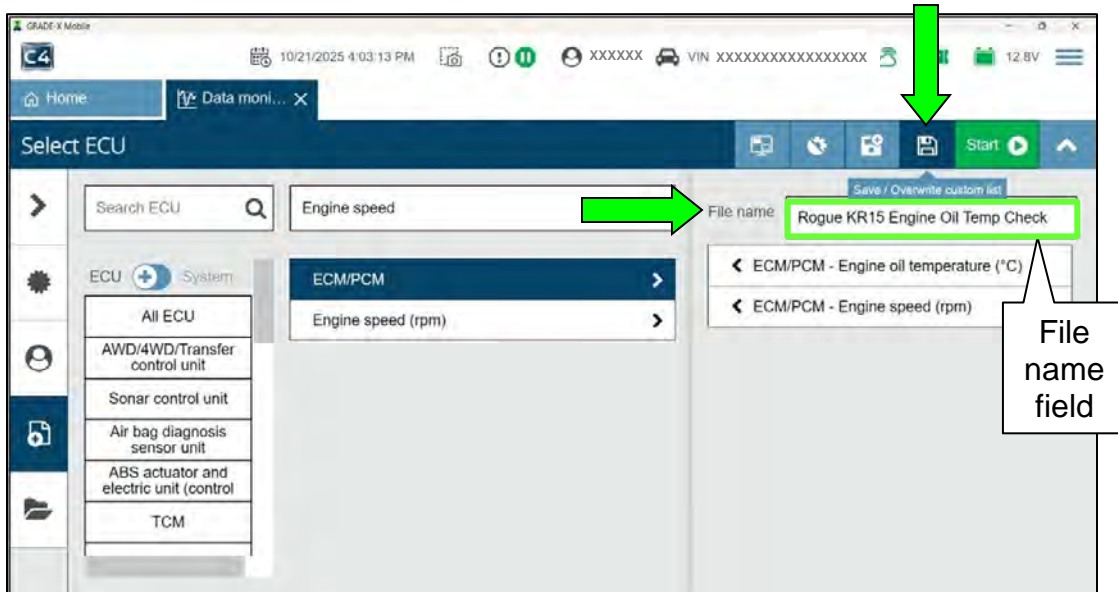 GRADE-X Mobile
C4
10/21/2025 4:03:13 PM
XXXXXX
VIN XXXXXXXXXXXXXXXXX
12.8V
Home
Data moni...
Select ECU
Start
Save / Overwrite custom list
Search ECU
Engine speed
File name
Rogue KR15 Engine Oil Temp Check
ECU
System
ECM/PCM
Engine speed (rpm)
ECM/PCM - Engine oil temperature (°C)
ECM/PCM - Engine speed (rpm)
All ECU
AWD/4WD/Transfer
control unit
Sonar control unit
Air bag diagnosis
sensor unit
ABS actuator and
electric unit (control
TCM
File
name
field